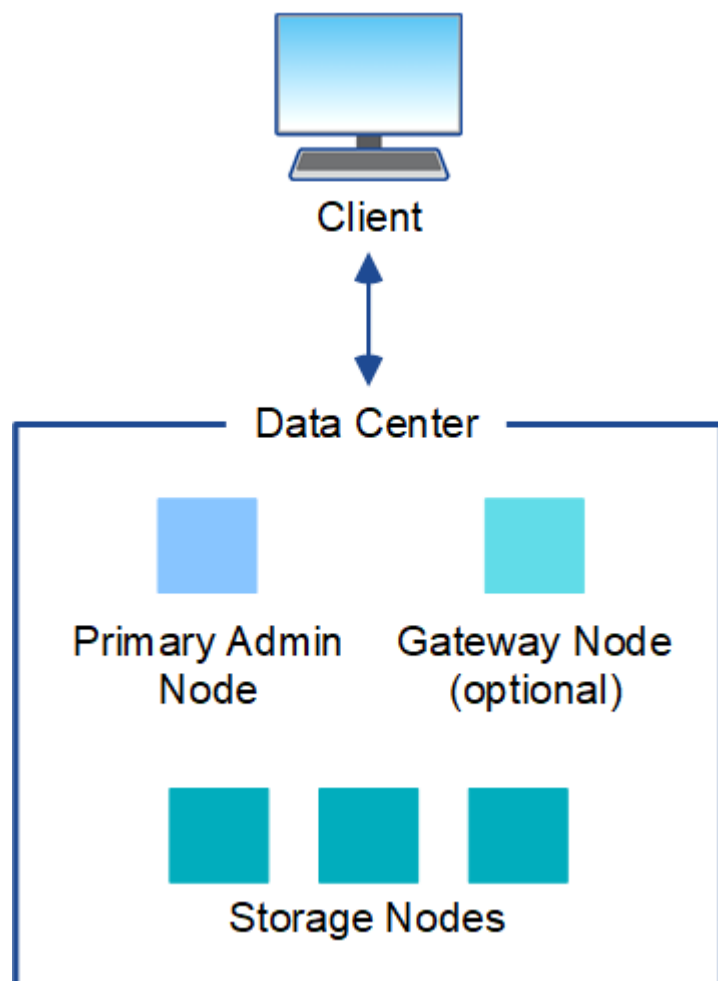 Client
Data Center
Primary Admin
Node
Gateway Node
(optional)
Storage Nodes